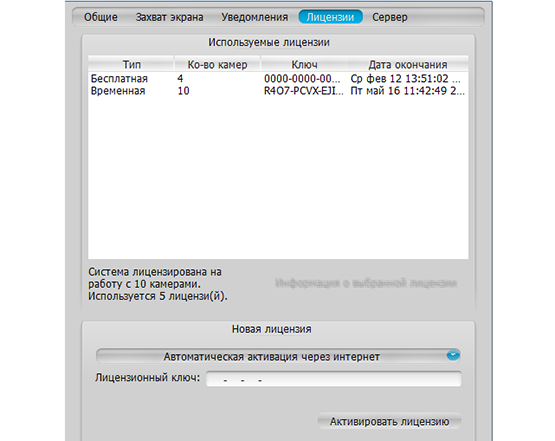 Общие Захват экрана Уведомления Лицензии Сервер
Используемые лицензии
Тип Ко-во камер Ключ Дата окончания
Бесплатная 4 0000-0000-00... Ср фев 12 13:51:02 ...
Временная 10 R4O7-PCVX-EJI... Пт май 16 11:42:49 2...
Система лицензирована на
работу с 10 камерами.
Используется 5 лицензи(й).
Информация о выбранной лицензии
Новая лицензия
Автоматическая активация через интернет
Лицензионный ключ: - - -
Активировать лицензию